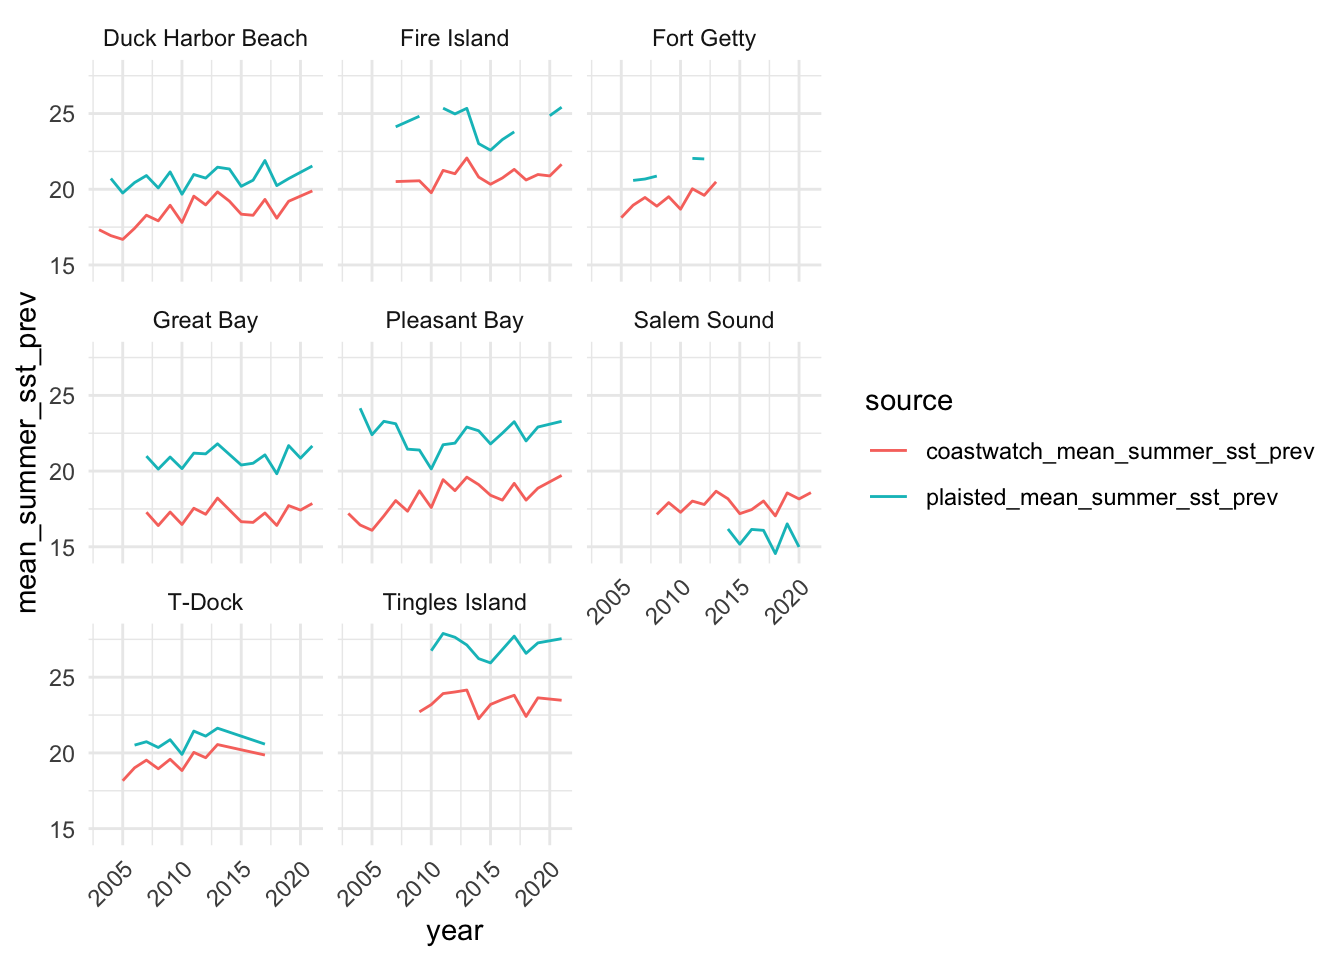 Duck Harbor Beach
Fire Island
Fort Getty
25
20
15
Great Bay
Pleasant Bay
Salem Sound
25
20
15
2005
2010
2015
2020
T-Dock
Tingles Island
25
20
15
2005
2010
2015
2020
2005
2010
2015
2020
year
mean_summer_sst_prev
source
coastwatch_mean_summer_sst_prev
plaisted_mean_summer_sst_prev